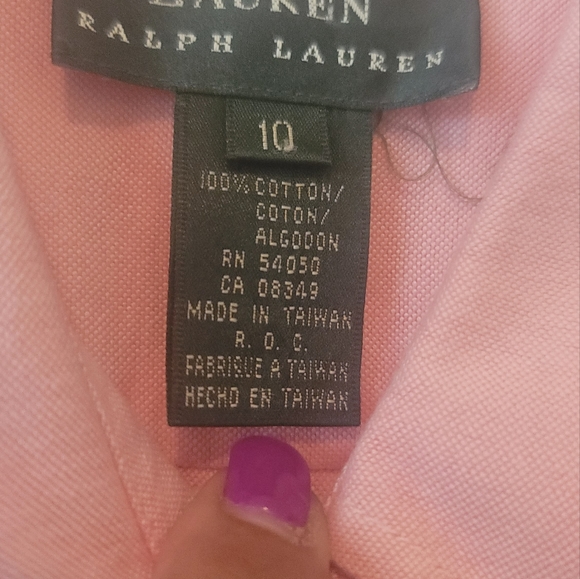 LAUREN
RALPH LAUREN
10
100% COTTON/
COTON/
ALGODON
RN 54050
CA 08349
MADE IN TAIWAN
R. O. C.
FABRIQUE A TAIWAN
HECHO EN TAIWAN